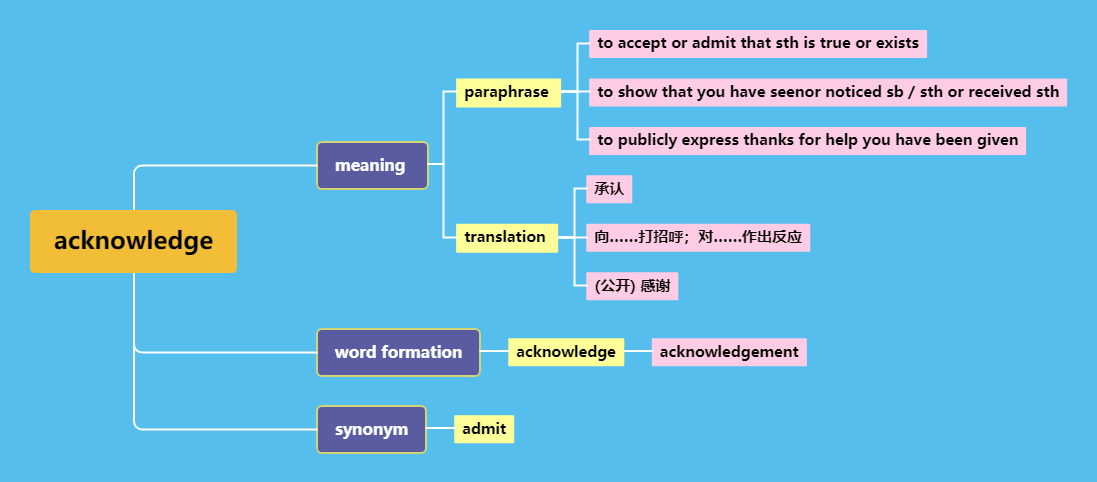 acknowledge
meaning
paraphrase
to accept or admit that sth is true or exists
to show that you have seenor noticed sb / sth or received sth
to publicly express thanks for help you have been given
translation
承认
向……打招呼；对……作出反应
(公开) 感谢
word formation
acknowledge
acknowledgement
synonym
admit